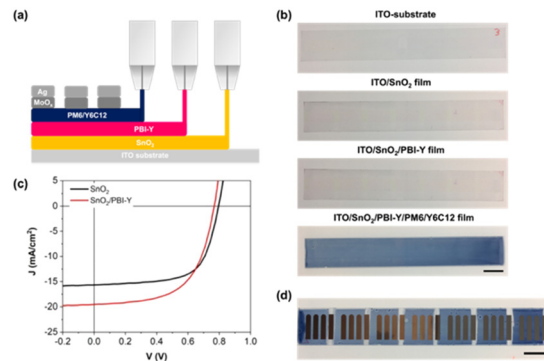 (a)
Ag
MoOx
PM6/Y6C12
PBI-Y
SnO2
ITO substrate
(b)
ITO-substrate
ITO/SnO2 film
ITO/SnO2/PBI-Y film
ITO/SnO2/PBI-Y/PM6/Y6C12 film
(c)
SnO2
SnO2/PBI-Y
J (mA/cm2)
5
0
-5
-10
-15
-20
-25
-0.2 0.0 0.2 0.4 0.6 0.8 1.0
V (V)
(d)